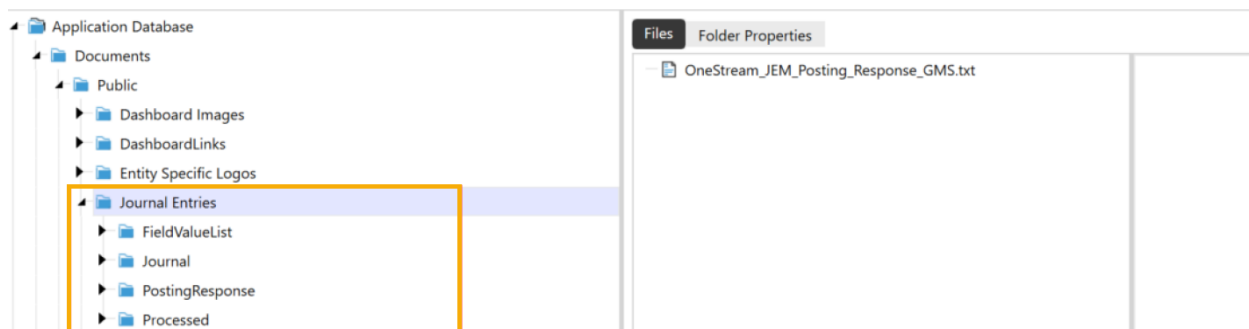 Application Database
Documents
Public
Dashboard Images
DashboardLinks
Entity Specific Logos
Journal Entries
FieldValueList
Journal
PostingResponse
Processed
Files Folder Properties
OneStream_JEM_Posting_Response_GMS.txt